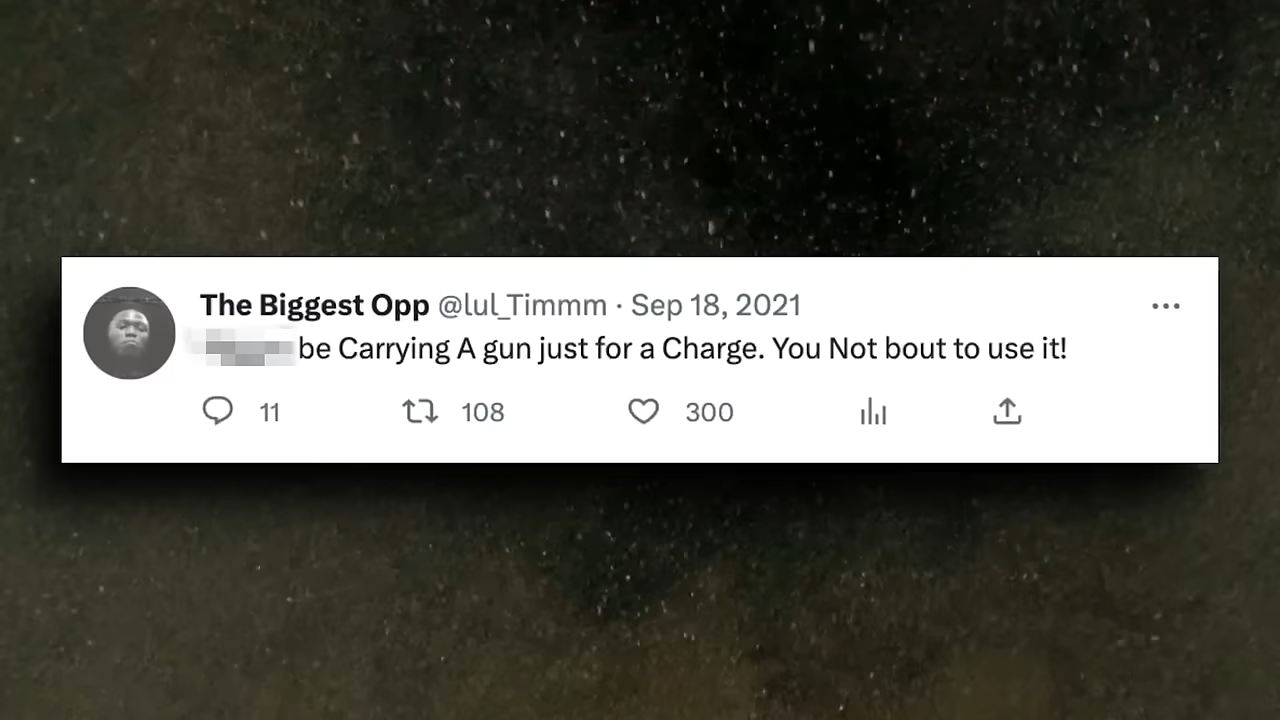 The Biggest Opp @lul_Timmm · Sep 18, 2021
be Carrying A gun just for a Charge. You Not bout to use it!
11 108 300